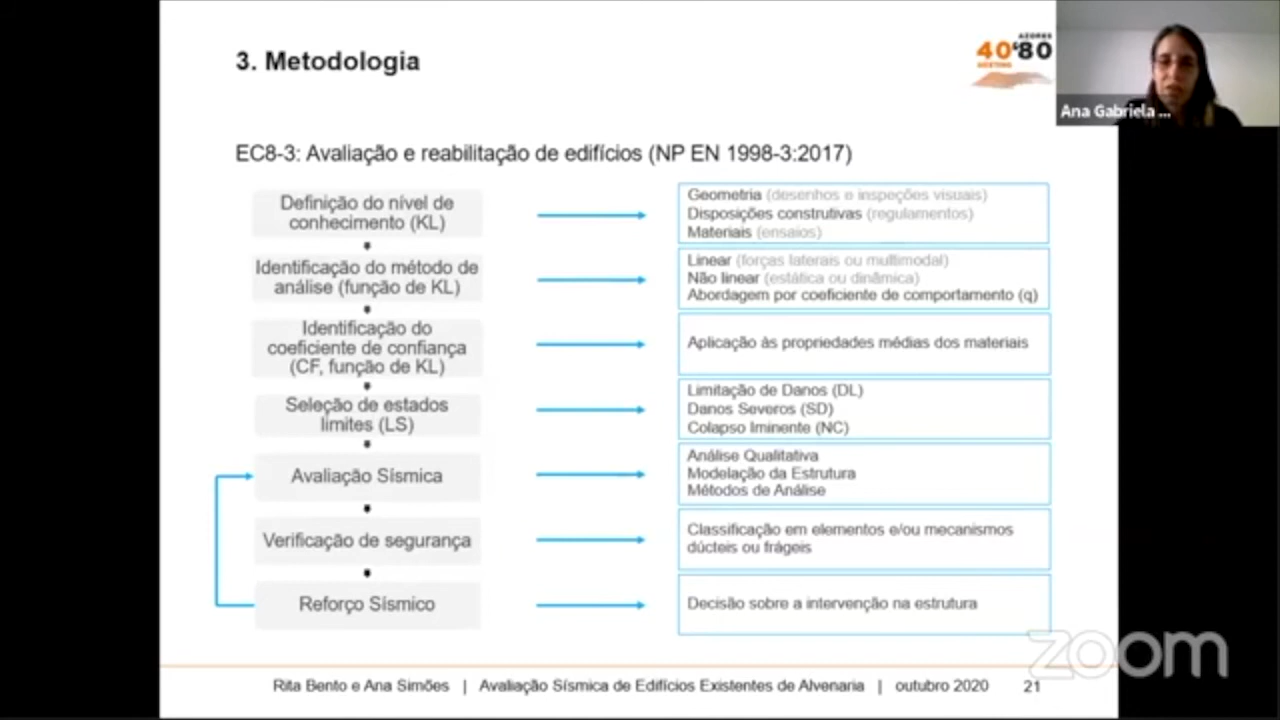 3. Metodologia
AZORES
40e80
MEETING
Ana Gabriela ...
EC8-3: Avaliação e reabilitação de edifícios (NP EN 1998-3:2017)
Definição do nível de
conhecimento (KL)
Geometria (desenhos e inspeções visuais)
Disposições construtivas (regulamentos)
Materiais (ensaios)
Identificação do método de
análise (função de KL)
Linear (forças laterais ou multimodal)
Não linear (estática ou dinâmica)
Abordagem por coeficiente de comportamento (q)
Identificação do
coeficiente de confiança
(CF, função de KL)
Aplicação às propriedades médias dos materiais
Seleção de estados
limites (LS)
Limitação de Danos (DL)
Danos Severos (SD)
Colapso Iminente (NC)
Avaliação Sísmica
Análise Qualitativa
Modelação da Estrutura
Métodos de Análise
Verificação de segurança
Classificação em elementos e/ou mecanismos
dúcteis ou frágeis
Reforço Sísmico
Decisão sobre a intervenção na estrutura
zoom
Rita Bento e Ana Simões | Avaliação Sísmica de Edifícios Existentes de Alvenaria | outubro 2020 21